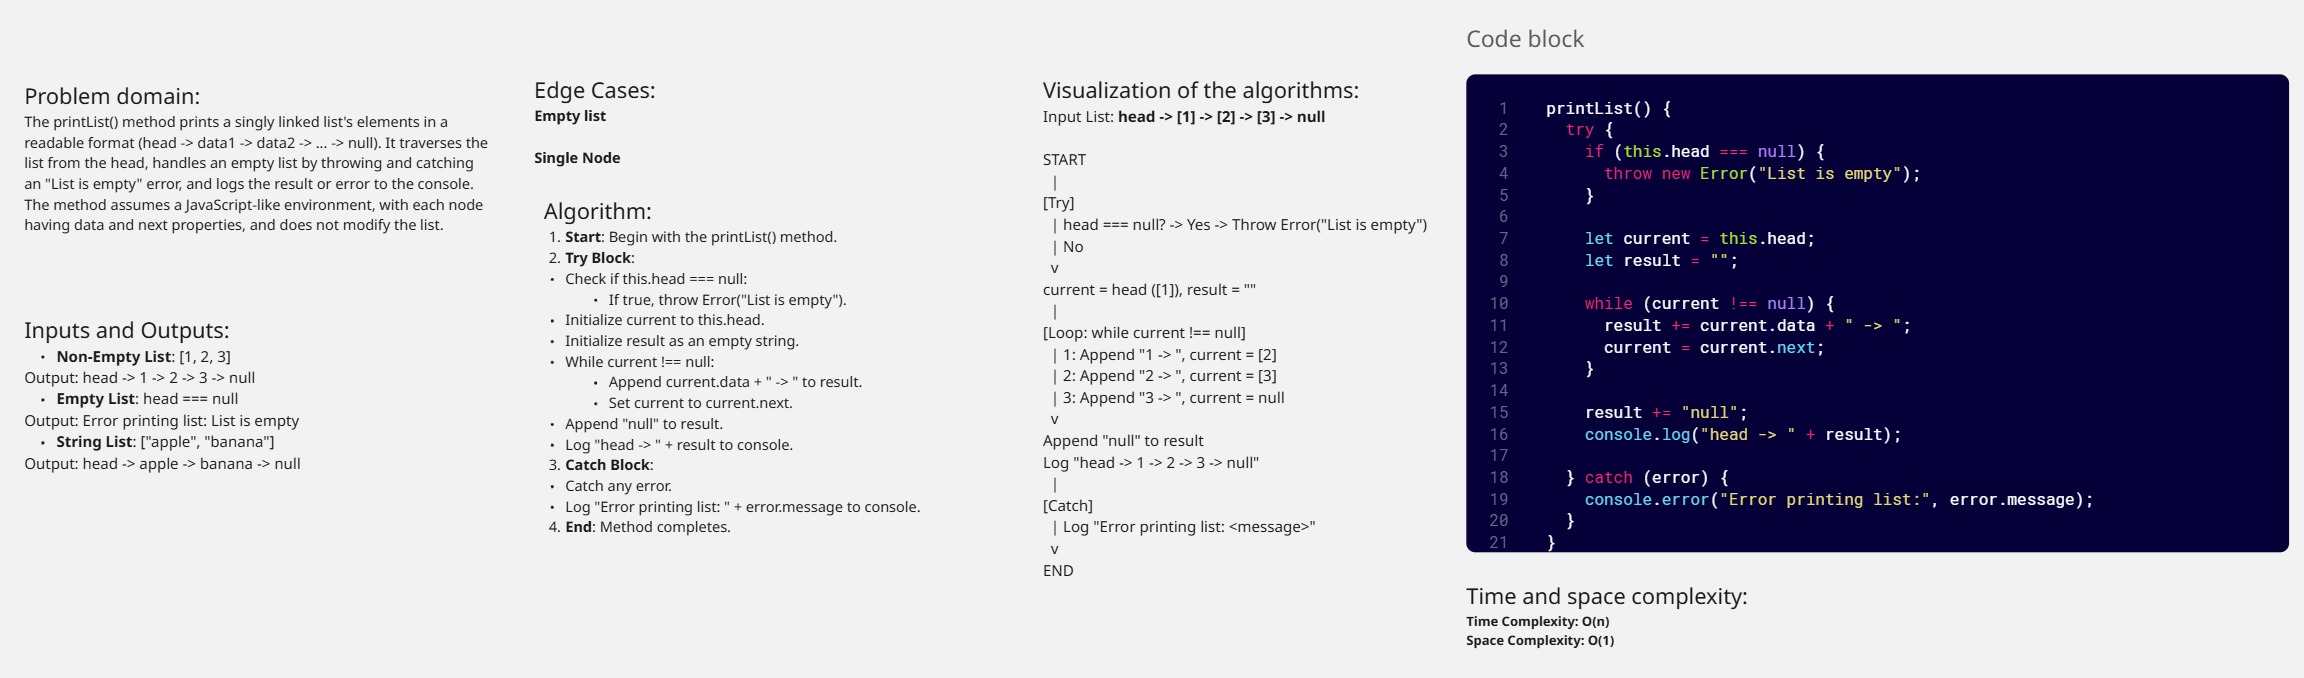 Problem domain:
The printList() method prints a singly linked list's elements in a
readable format (head -> data1 -> data2 -> ... -> null). It traverses the
list from the head, handles an empty list by throwing and catching
an "List is empty" error, and logs the result or error to the console.
The method assumes a JavaScript-like environment, with each node
having data and next properties, and does not modify the list.
Inputs and Outputs:
• Non-Empty List: [1, 2, 3]
Output: head -> 1 -> 2 -> 3 -> null
• Empty List: head === null
Output: Error printing list: List is empty
• String List: ["apple", "banana"]
Output: head -> apple -> banana -> null
Edge Cases:
Empty list
Single Node
Algorithm:
1. Start: Begin with the printList() method.
2. Try Block:
• Check if this.head === null:
• If true, throw Error("List is empty").
• Initialize current to this.head.
• Initialize result as an empty string.
• While current !== null:
• Append current.data + " -> " to result.
• Set current to current.next.
• Append "null" to result.
• Log "head -> " + result to console.
3. Catch Block:
• Catch any error.
• Log "Error printing list: " + error.message to console.
4. End: Method completes.
Visualization of the algorithms:
Input List: head -> [1] -> [2] -> [3] -> null
START
|
[Try]
| head === null? -> Yes -> Throw Error("List is empty")
| No
v
current = head ([1]), result = ""
|
[Loop: while current !== null]
| 1: Append "1 -> ", current = [2]
| 2: Append "2 -> ", current = [3]
| 3: Append "3 -> ", current = null
v
Append "null" to result
Log "head -> 1 -> 2 -> 3 -> null"
|
[Catch]
| Log "Error printing list: <message>"
v
END
Code block
1 printList() {
2 try {
3 if (this.head === null) {
4 throw new Error("List is empty");
5 }
6
7 let current = this.head;
8 let result = "";
9
10 while (current !== null) {
11 result += current.data + " -> ";
12 current = current.next;
13 }
14
15 result += "null";
16 console.log("head -> " + result);
17
18 } catch (error) {
19 console.error("Error printing list:", error.message);
20 }
21 }
Time and space complexity:
Time Complexity: O(n)
Space Complexity: O(1)